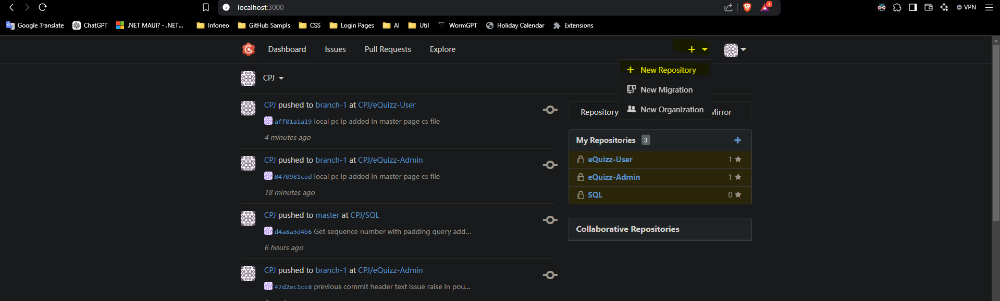 localhost:3000
1
VPN
Google Translate
ChatGPT
.NET MAUI? - .NET...
Infoneo
GitHub Sampls
CSS
Login Pages
AI
Util
WormGPT
Holiday Calendar
Extensions
Dashboard
Issues
Pull Requests
Explore
New Repository
New Migration
New Organization
CPJ
CPJ pushed to branch-1 at CPJ/eQuizz-User
aff01a1a19 local pc ip added in master page cs file
4 minutes ago
CPJ pushed to branch-1 at CPJ/eQuizz-Admin
0470981ced local pc ip added in master page cs file
18 minutes ago
CPJ pushed to master at CPJ/SQL
d4a8a3d4b6 Get sequence number with padding query add...
6 hours ago
CPJ pushed to branch-1 at CPJ/eQuizz-Admin
47d2ec1cc8 previous commit header text issue raise in pou...
Repository
Mirror
My Repositories 3
eQuizz-User 1
eQuizz-Admin 1
SQL 0
Collaborative Repositories